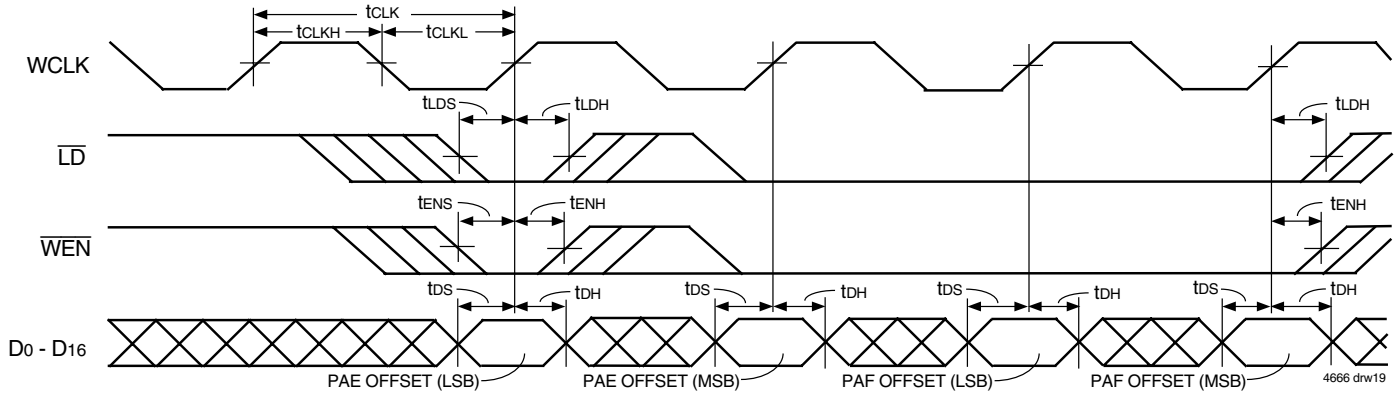 tCLK
tCLKH tCLKL
WCLK
tLDS tLDH tLDH
LD
tENS tENH tENH
WEN
tDS tDH tDS tDH tDS tDH tDS tDH
D0 - D16
PAE OFFSET (LSB) PAE OFFSET (MSB) PAF OFFSET (LSB) PAF OFFSET (MSB)
4666 drw19